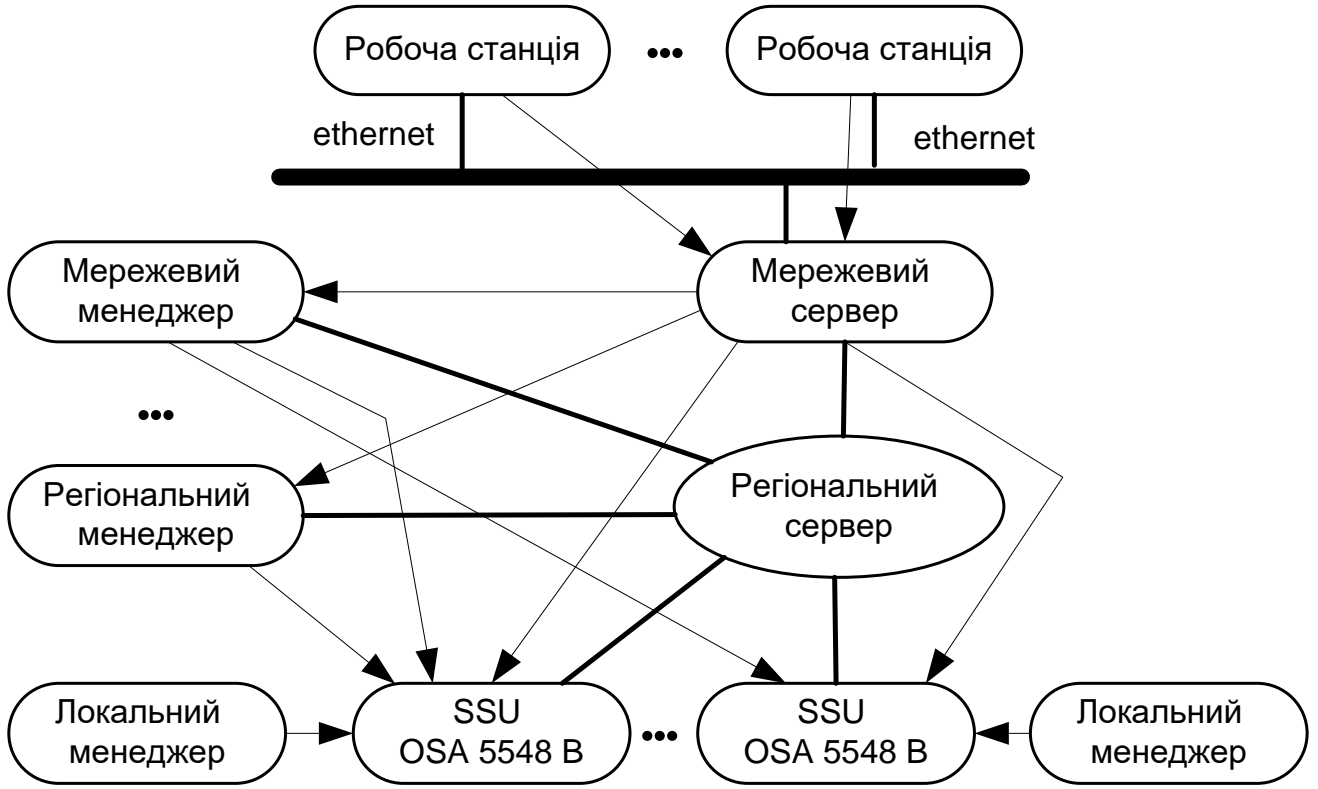 Робоча станція
•••
Робоча станція
ethernet
ethernet
Мережевий
менеджер
Мережевий
сервер
•••
Регіональний
менеджер
Регіональний
сервер
Локальний
менеджер
SSU
OSA 5548 B
•••
SSU
OSA 5548 B
Локальний
менеджер